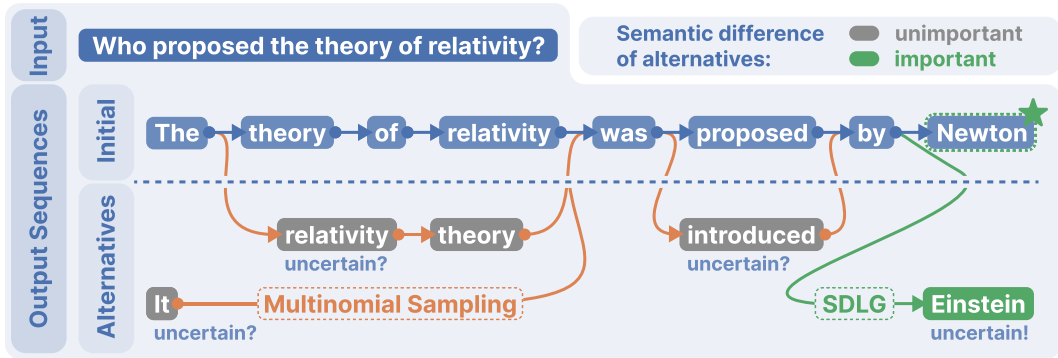 Input
Who proposed the theory of relativity?
Semantic difference
of alternatives:
unimportant
important
Output Sequences
Initial
The theory of relativity was proposed by Newton
Alternatives
relativity theory
uncertain?
introduced
uncertain?
It
uncertain?
Multinomial Sampling
SDLG
Einstein
uncertain!